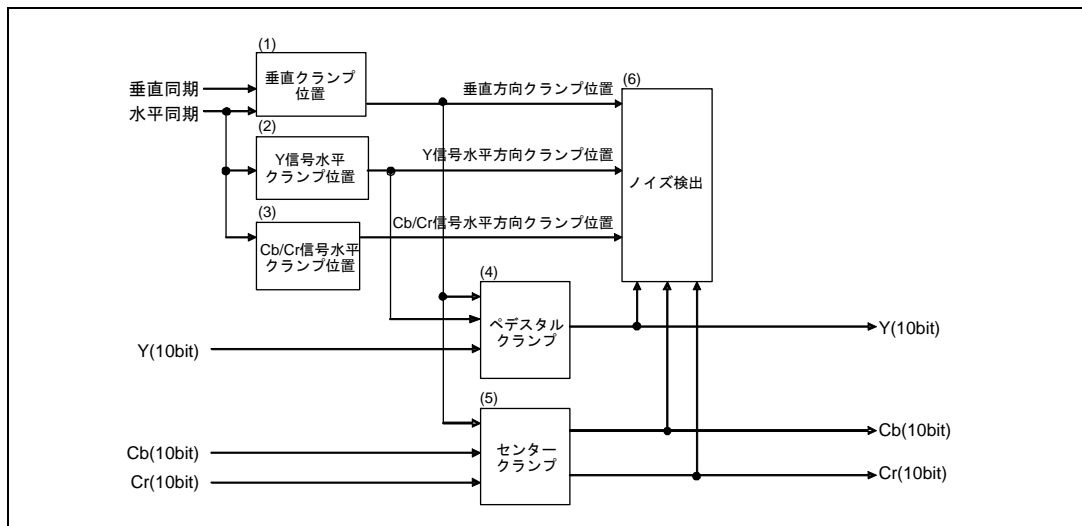 (1)
垂直クランプ
位置
垂直同期
水平同期
(2)
Y信号水平
クランプ位置
(3)
Cb/Cr信号水平
クランプ位置
垂直方向クランプ位置
Y信号水平方向クランプ位置
Cb/Cr信号水平方向クランプ位置
(6)
ノイズ検出
(4)
ペデスタル
クランプ
Y(10bit)
Y(10bit)
(5)
センター
クランプ
Cb(10bit)
Cr(10bit)
Cb(10bit)
Cr(10bit)